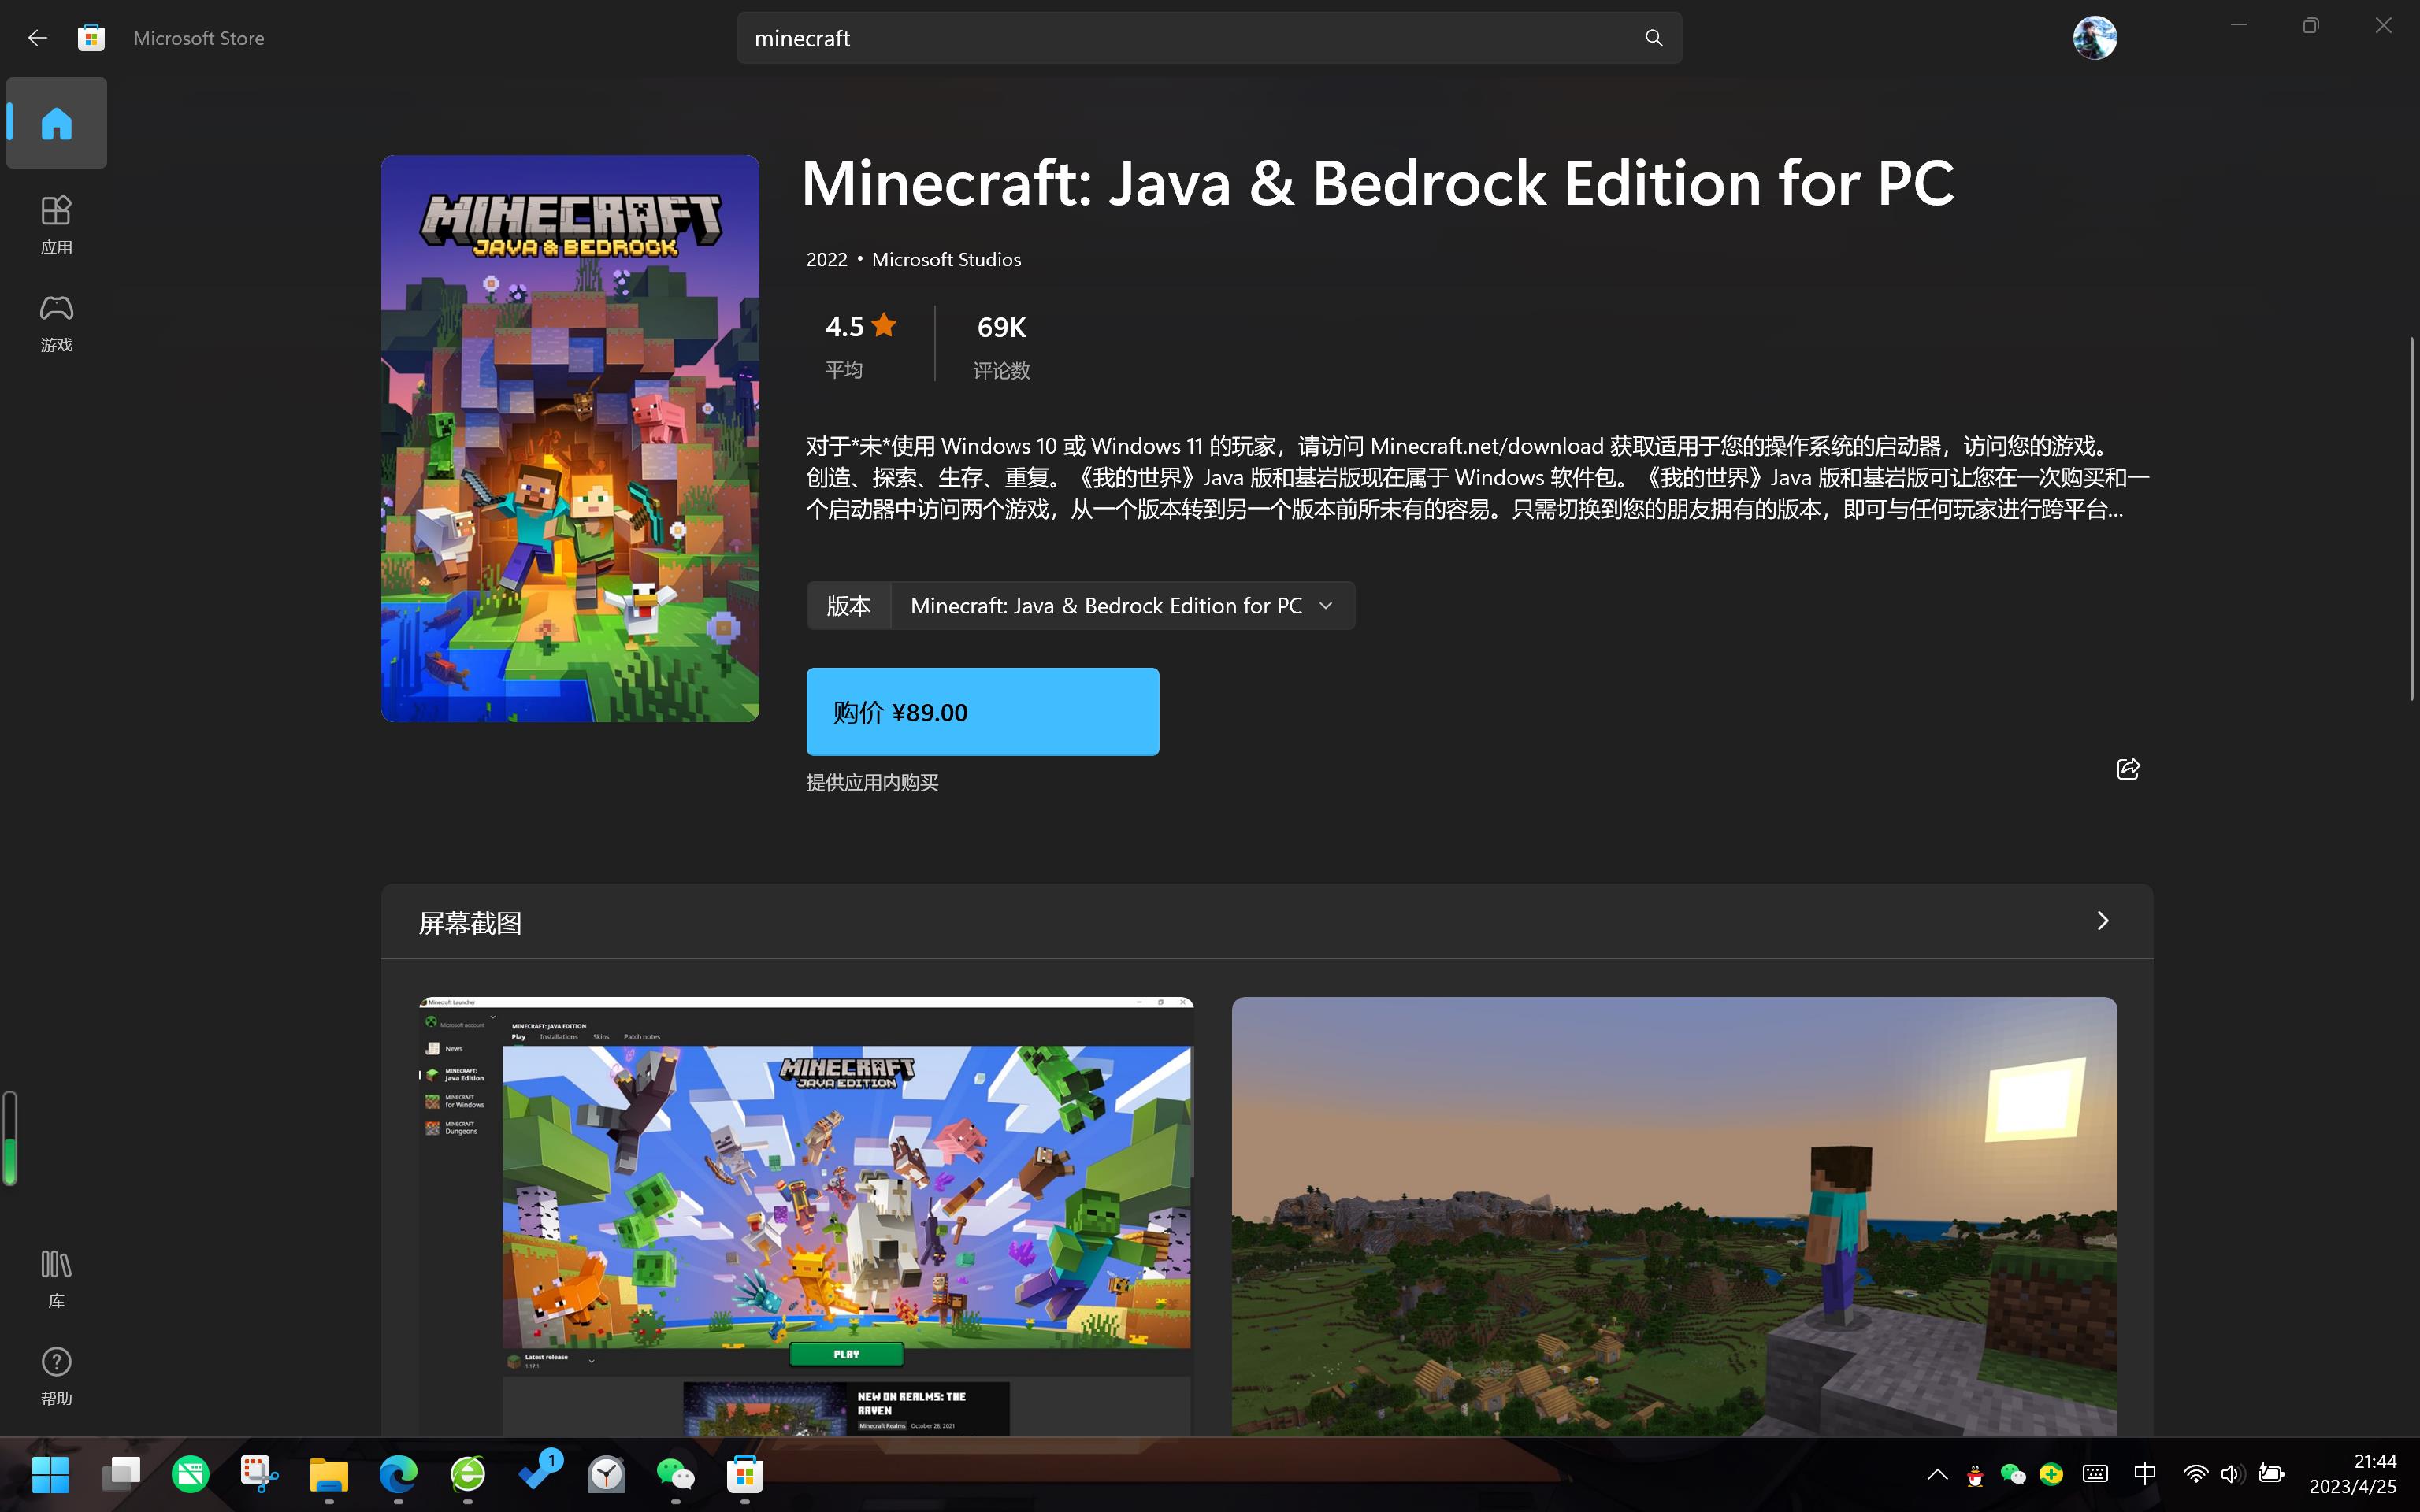 Microsoft Store
minecraft
应用
游戏
库
帮助
MINECRAFT
JAVA & BEDROCK
Minecraft: Java & Bedrock Edition for PC
2022 • Microsoft Studios
4.5
平均
69K
评论数
对于*未*使用 Windows 10 或 Windows 11 的玩家，请访问 Minecraft.net/download 获取适用于您的操作系统的启动器，访问您的游戏。
创造、探索、生存、重复。《我的世界》Java 版和基岩版现在属于 Windows 软件包。《我的世界》Java 版和基岩版可让您在一次购买和一
个启动器中访问两个游戏，从一个版本转到另一个版本前所未有的容易。只需切换到您的朋友拥有的版本，即可与任何玩家进行跨平台...
版本
Minecraft: Java & Bedrock Edition for PC
购价 ¥89.00
提供应用内购买
屏幕截图
Minecraft Launcher
Microsoft account
News
MINECRAFT:
Java Edition
MINECRAFT
for Windows
MINECRAFT
Dungeons
MINECRAFT: JAVA EDITION
Play Installations Skins Patch notes
MINECRAFT
JAVA EDITION
Latest release
1.17.1
PLAY
NEW ON REALMS: THE
RAVEN
Minecraft Realms October 28, 2021
1
中
21:44
2023/4/25